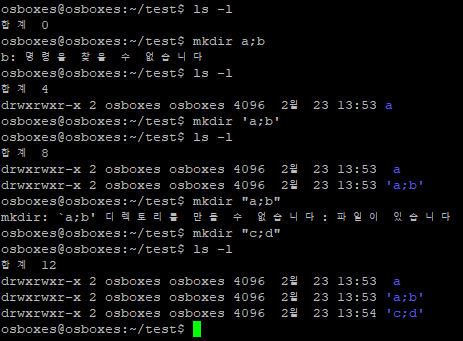 osboxes@osboxes:~/test$ ls -l
합계 0
osboxes@osboxes:~/test$ mkdir a;b
b: 명령을 찾을 수 없습니다
osboxes@osboxes:~/test$ ls -l
합계 4
drwxrwxr-x 2 osboxes osboxes 4096 2월 23 13:53 a
osboxes@osboxes:~/test$ mkdir 'a;b'
osboxes@osboxes:~/test$ ls -l
합계 8
drwxrwxr-x 2 osboxes osboxes 4096 2월 23 13:53 a
drwxrwxr-x 2 osboxes osboxes 4096 2월 23 13:53 'a;b'
osboxes@osboxes:~/test$ mkdir "a;b"
mkdir: `a;b' 디렉토리를 만들 수 없습니다: 파일이 있습니다
osboxes@osboxes:~/test$ mkdir "c;d"
osboxes@osboxes:~/test$ ls -l
합계 12
drwxrwxr-x 2 osboxes osboxes 4096 2월 23 13:53 a
drwxrwxr-x 2 osboxes osboxes 4096 2월 23 13:53 'a;b'
drwxrwxr-x 2 osboxes osboxes 4096 2월 23 13:54 'c;d'
osboxes@osboxes:~/test$